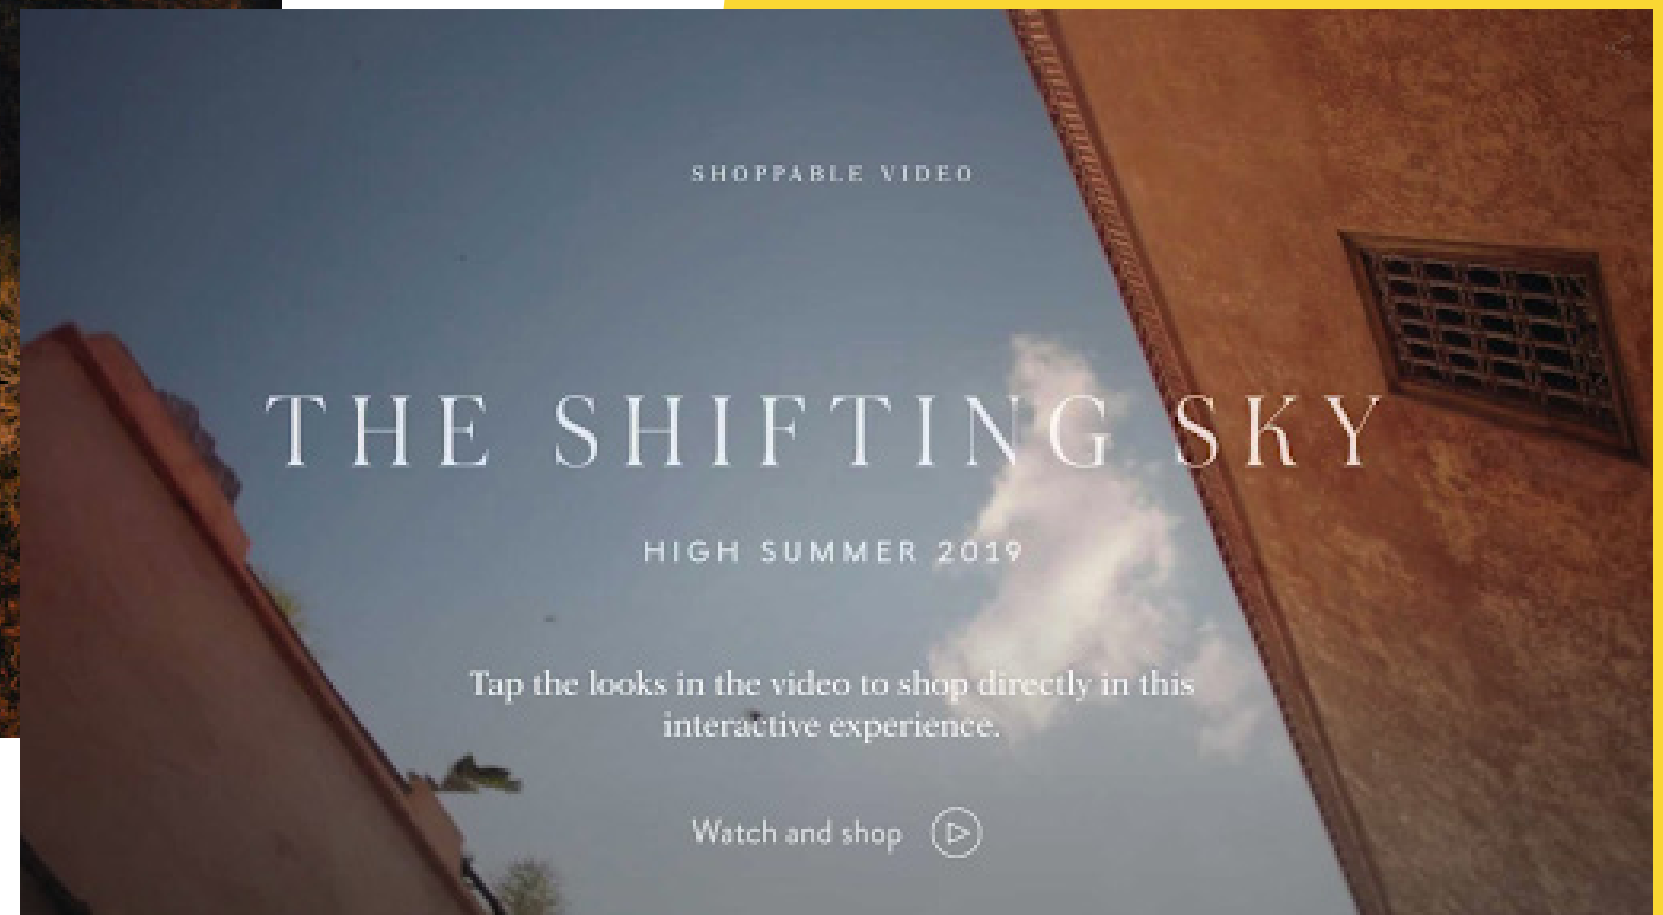 SHOPPABLE VIDEO
THE SHIFTING SKY
HIGH SUMMER 2019
Tap the looks in the video to shop directly in this
interactive experience.
Watch and shop